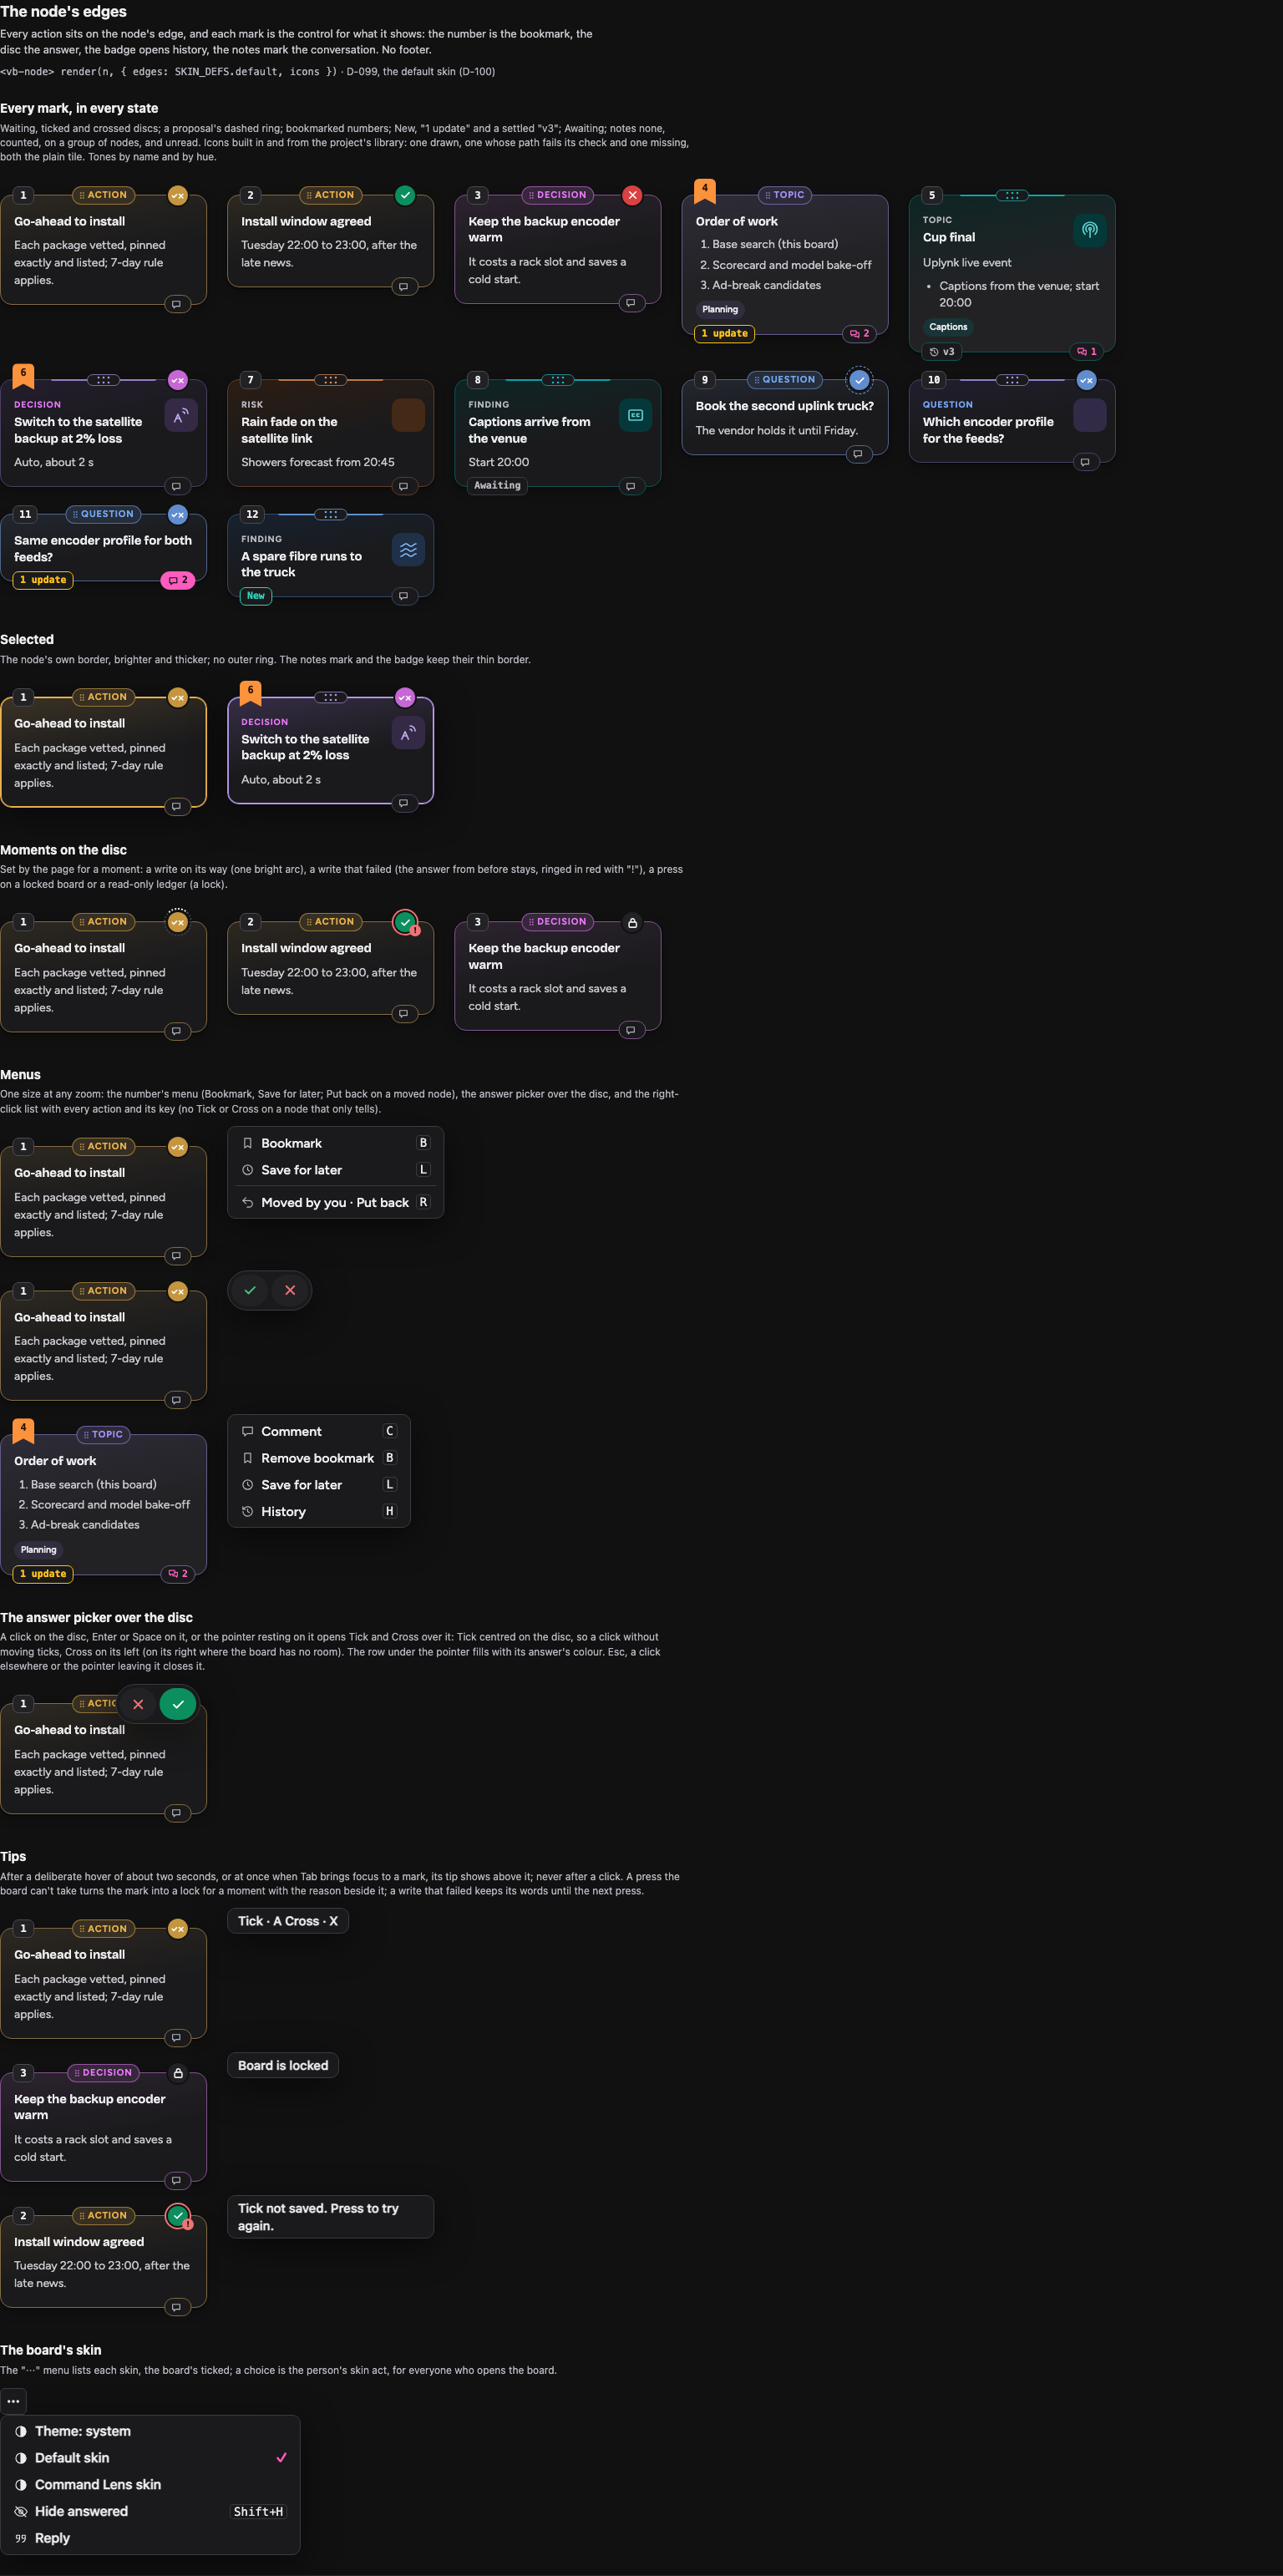 The node's edges
Every action sits on the node's edge, and each mark is the control for what it shows: the number is the bookmark, the
disc the answer, the badge opens history, the notes mark the conversation. No footer.
<vb-node> render(n, { edges: SKIN_DEFS.default, icons }) · D-099, the default skin (D-100)
Every mark, in every state
Waiting, ticked and crossed discs; a proposal's dashed ring; bookmarked numbers; New, "1 update" and a settled "v3"; Awaiting; notes none,
counted, on a group of nodes, and unread. Icons built in and from the project's library: one drawn, one whose path fails its check and one missing,
both the plain tile. Tones by name and by hue.
1
ACTION
Go-ahead to install
Each package vetted, pinned
exactly and listed; 7-day rule
applies.
2
ACTION
Install window agreed
Tuesday 22:00 to 23:00, after the
late news.
3
DECISION
Keep the backup encoder
warm
It costs a rack slot and saves a
cold start.
4
TOPIC
Order of work
1. Base search (this board)
2. Scorecard and model bake-off
3. Ad-break candidates
Planning
1 update
2
5
TOPIC
Cup final
Uplynk live event
• Captions from the venue; start
20:00
Captions
v3
1
6
DECISION
Switch to the satellite
backup at 2% loss
Auto, about 2 s
7
RISK
Rain fade on the
satellite link
Showers forecast from 20:45
8
FINDING
Captions arrive from
the venue
Start 20:00
Awaiting
9
QUESTION
Book the second uplink truck?
The vendor holds it until Friday.
10
QUESTION
Which encoder profile
for the feeds?
11
QUESTION
Same encoder profile for both
feeds?
1 update
2
12
FINDING
A spare fibre runs to
the truck
New
Selected
The node's own border, brighter and thicker; no outer ring. The notes mark and the badge keep their thin border.
1
ACTION
Go-ahead to install
Each package vetted, pinned
exactly and listed; 7-day rule
applies.
6
DECISION
Switch to the satellite
backup at 2% loss
Auto, about 2 s
Moments on the disc
Set by the page for a moment: a write on its way (one bright arc), a write that failed (the answer from before stays, ringed in red with "!"), a press
on a locked board or a read-only ledger (a lock).
1
ACTION
Go-ahead to install
Each package vetted, pinned
exactly and listed; 7-day rule
applies.
2
ACTION
!
Install window agreed
Tuesday 22:00 to 23:00, after the
late news.
3
DECISION
Keep the backup encoder
warm
It costs a rack slot and saves a
cold start.
Menus
One size at any zoom: the number's menu (Bookmark, Save for later; Put back on a moved node), the answer picker over the disc, and the right-
click list with every action and its key (no Tick or Cross on a node that only tells).
1
ACTION
Go-ahead to install
Each package vetted, pinned
exactly and listed; 7-day rule
applies.
Bookmark B
Save for later L
Moved by you · Put back R
1
ACTION
Go-ahead to install
Each package vetted, pinned
exactly and listed; 7-day rule
applies.
4
TOPIC
Order of work
1. Base search (this board)
2. Scorecard and model bake-off
3. Ad-break candidates
Planning
1 update
2
Comment C
Remove bookmark B
Save for later L
History H
The answer picker over the disc
A click on the disc, Enter or Space on it, or the pointer resting on it opens Tick and Cross over it: Tick centred on the disc, so a click without
moving ticks, Cross on its left (on its right where the board has no room). The row under the pointer fills with its answer's colour. Esc, a click
elsewhere or the pointer leaving it closes it.
1
ACTIO
Go-ahead to install
Each package vetted, pinned
exactly and listed; 7-day rule
applies.
Tips
After a deliberate hover of about two seconds, or at once when Tab brings focus to a mark, its tip shows above it; never after a click. A press the
board can't take turns the mark into a lock for a moment with the reason beside it; a write that failed keeps its words until the next press.
1
ACTION
Go-ahead to install
Each package vetted, pinned
exactly and listed; 7-day rule
applies.
Tick · A Cross · X
3
DECISION
Keep the backup encoder
warm
It costs a rack slot and saves a
cold start.
Board is locked
2
ACTION
!
Install window agreed
Tuesday 22:00 to 23:00, after the
late news.
Tick not saved. Press to try
again.
The board's skin
The "⋯" menu lists each skin, the board's ticked; a choice is the person's skin act, for everyone who opens the board.
Theme: system
Default skin
Command Lens skin
Hide answered Shift+H
Reply